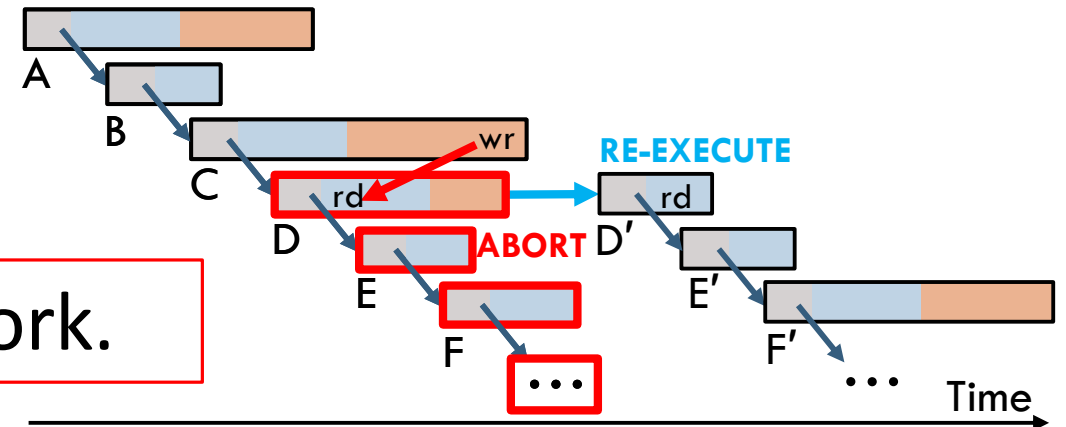 A
B
wr
C
RE-EXECUTE
rd
rd
D
ABORT
D′
E
E′
ork.
F
F′
...
...
Time